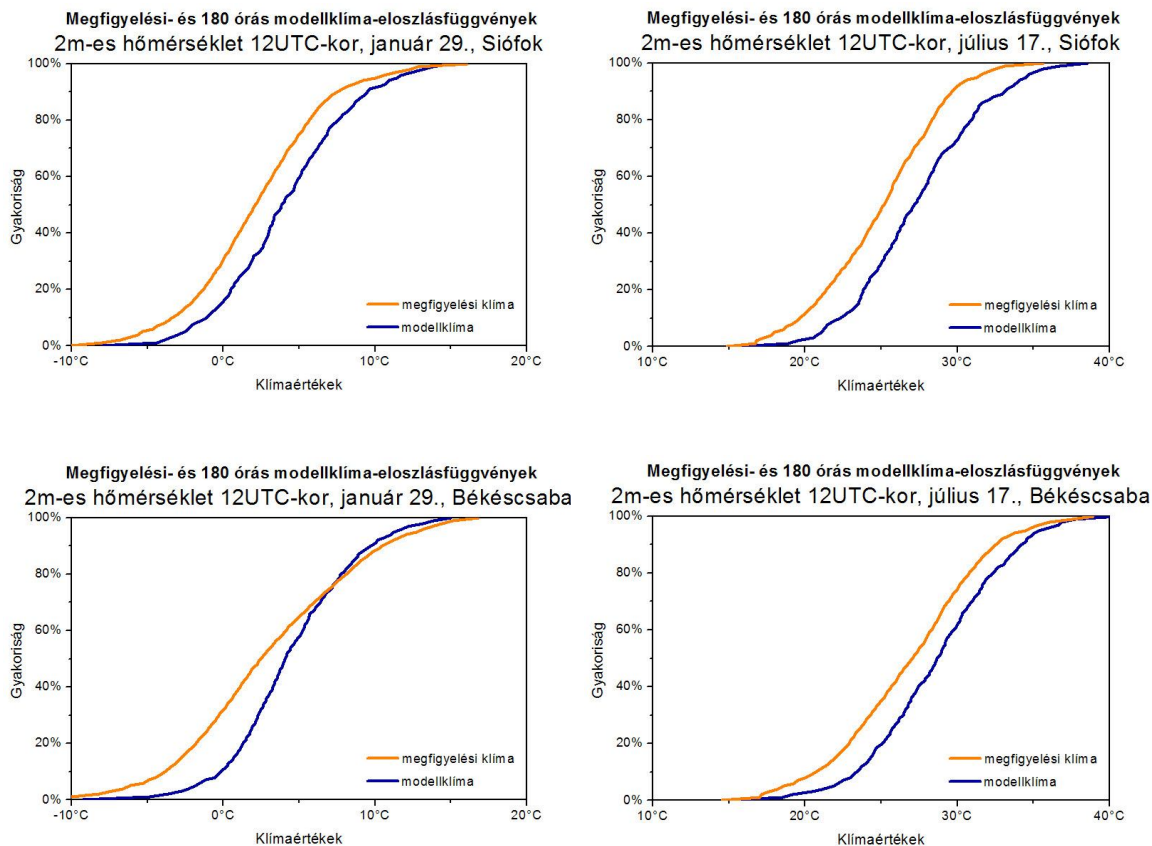 Megfigyelési- és 180 órás modellklíma-eloszlásfüggvények
2m-es hőmérséklet 12UTC-kor, január 29., Siófok
100%
80%
60%
40%
20%
0%
Gyakoriság
megfigyelési klíma
modellklíma
-10°C
0°C
10°C
20°C
Klímaértékek
Megfigyelési- és 180 órás modellklíma-eloszlásfüggvények
2m-es hőmérséklet 12UTC-kor, július 17., Siófok
100%
80%
60%
40%
20%
0%
Gyakoriság
megfigyelési klíma
modellklíma
10°C
20°C
30°C
40°C
Klímaértékek
Megfigyelési- és 180 órás modellklíma-eloszlásfüggvények
2m-es hőmérséklet 12UTC-kor, január 29., Békéscsaba
100%
80%
60%
40%
20%
0%
Gyakoriság
megfigyelési klíma
modellklíma
-10°C
0°C
10°C
20°C
Klímaértékek
Megfigyelési- és 180 órás modellklíma-eloszlásfüggvények
2m-es hőmérséklet 12UTC-kor, július 17., Békéscsaba
100%
80%
60%
40%
20%
0%
Gyakoriság
megfigyelési klíma
modellklíma
10°C
20°C
30°C
40°C
Klímaértékek